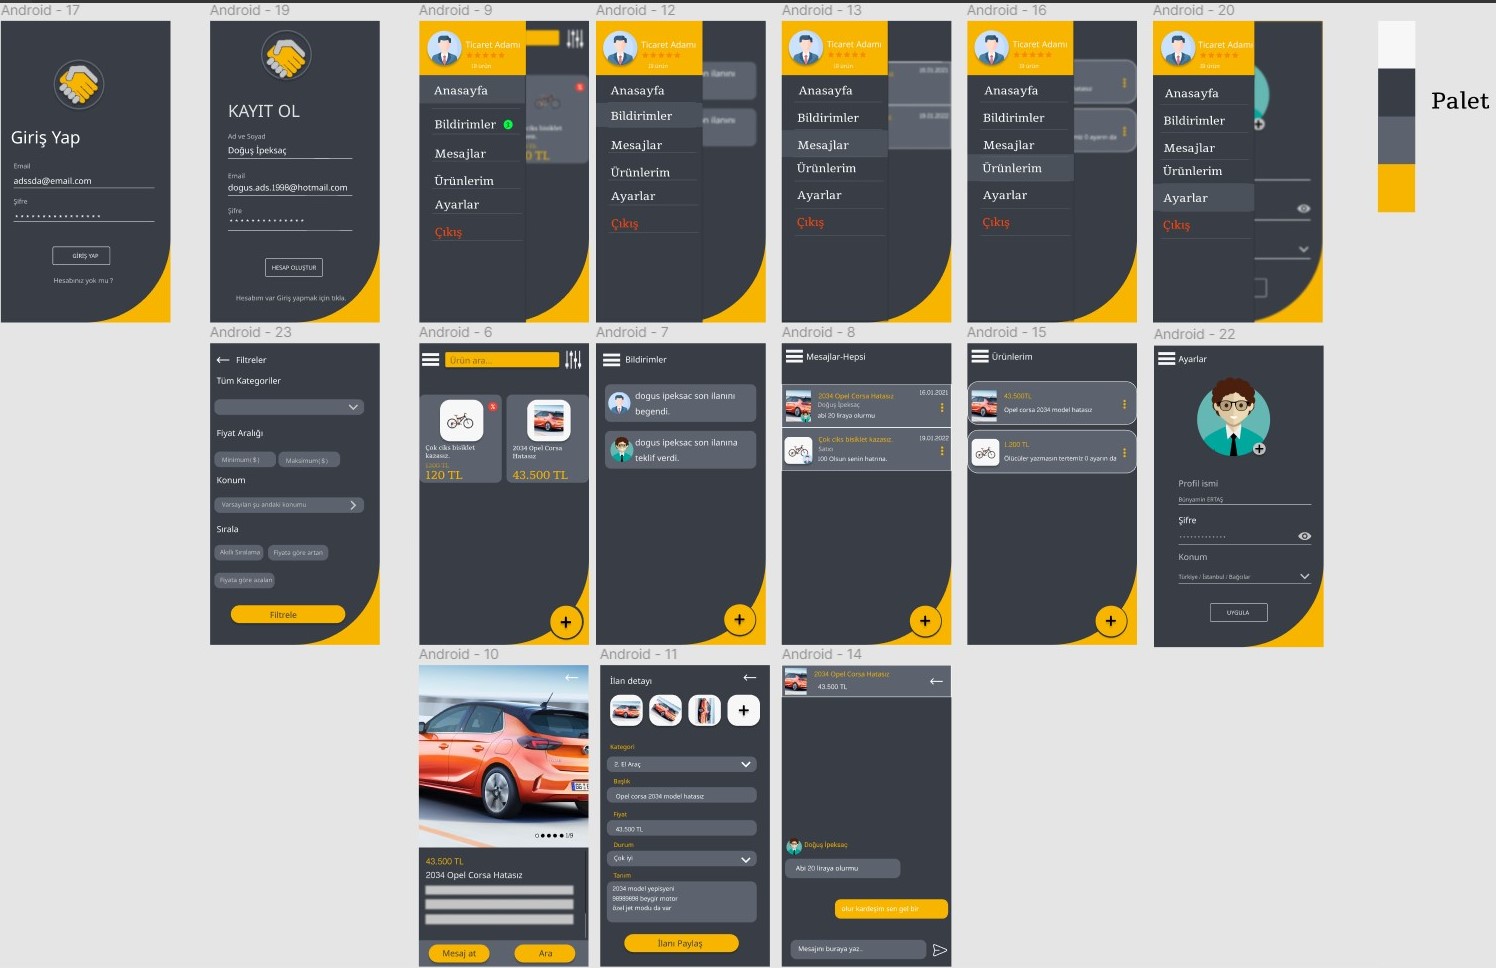 Android - 17
Giriş Yap
Email
adssda@email.com
Şifre
GİRİŞ YAP
Hesabınız yok mu ?
Android - 19
KAYIT OL
Ad ve Soyad
Doğuş İpeksaç
Email
dogus.ads.1998@hotmail.com
Şifre
HESAP OLUŞTUR
Hesabım var Giriş yapmak için tıkla.
Android - 9
Ticaret Adamı
Anasayfa
Bildirimler
Mesajlar
Ürünlerim
Ayarlar
Çıkış
Android - 12
Ticaret Adamı
Anasayfa
Bildirimler
Mesajlar
Ürünlerim
Ayarlar
Çıkış
Android - 13
Ticaret Adamı
Anasayfa
Bildirimler
Mesajlar
Ürünlerim
Ayarlar
Çıkış
Android - 16
Ticaret Adamı
Anasayfa
Bildirimler
Mesajlar
Ürünlerim
Ayarlar
Çıkış
Android - 20
Ticaret Adamı
Anasayfa
Bildirimler
Mesajlar
Ürünlerim
Ayarlar
Çıkış
Palet
Android - 23
Filtreler
Tüm Kategoriler
Fiyat Aralığı
Minimum($)
Maksimum($)
Konum
Varsayılan şu andaki konumu
Sırala
Akıllı Sıralama
Fiyata göre artan
Fiyata göre azalan
Filtrele
Android - 6
Ürün ara...
Çok ciks bisiklet
kazasız.
120 TL
2034 Opel Corsa
Hatasız
43.500 TL
Android - 7
Bildirimler
dogus ipeksac son ilanını
begendi.
dogus ipeksac son ilanına
teklif verdi.
Android - 8
Mesajlar-Hepsi
2034 Opel Corsa Hatasız
16.01.2021
Doğuş İpeksaç
abi 20 liraya olurmu
Çok ciks bisiklet kazasız.
19.01.2022
100 Olsun senin hatrına.
Android - 15
Ürünlerim
43.500TL
Opel corsa 2034 model hatasız
1.200 TL
Ölücüler yazmasın tertemiz 0 ayarın da
Android - 22
Ayarlar
Profil ismi
Bünyamin ERTAŞ
Şifre
Konum
Türkiye / İstanbul / Bağcılar
UYGULA
Android - 10
1/9
43.500 TL
2034 Opel Corsa Hatasız
Mesaj at
Ara
Android - 11
İlan detayı
Kategori
2. El Araç
Başlık
Opel corsa 2034 model hatasız
Fiyat
43.500 TL
Durum
Çok iyi
Tanım
2034 model yepisyeni
98989898 beygir motor
özel jet modu da var
İlanı Paylaş
Android - 14
2034 Opel Corsa Hatasız
43.500 TL
Doğuş İpeksaç
Abi 20 liraya olurmu
olur kardeşim sen gel bir
Mesajını buraya yaz..